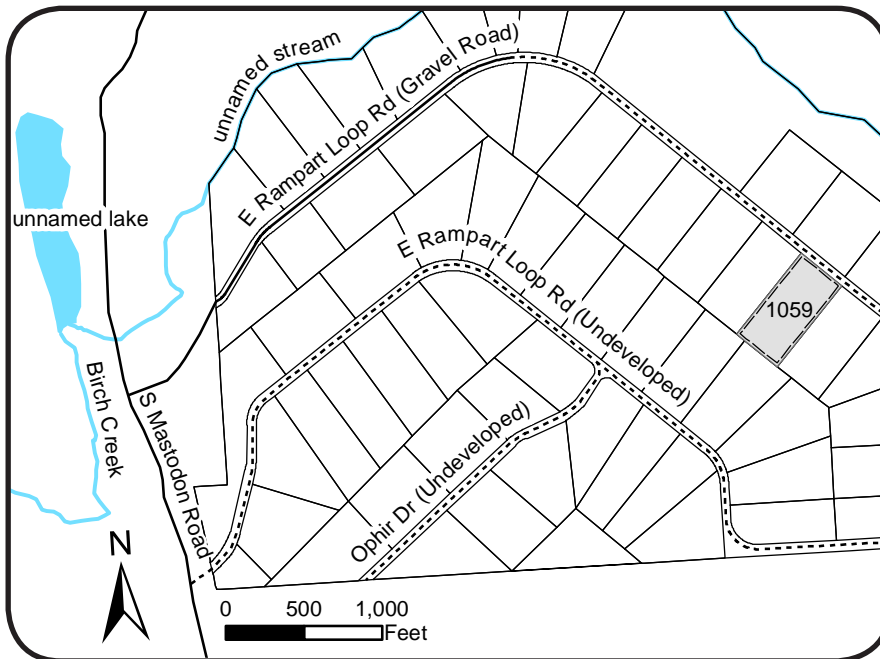 unnamed stream
E Rampart Loop Rd (Gravel Road)
unnamed lake
E Rampart Loop Rd (Undeveloped)
1059
Birch Creek
S Mastodon Road
Ophir Dr (Undeveloped)
N
0 500 1,000
Feet